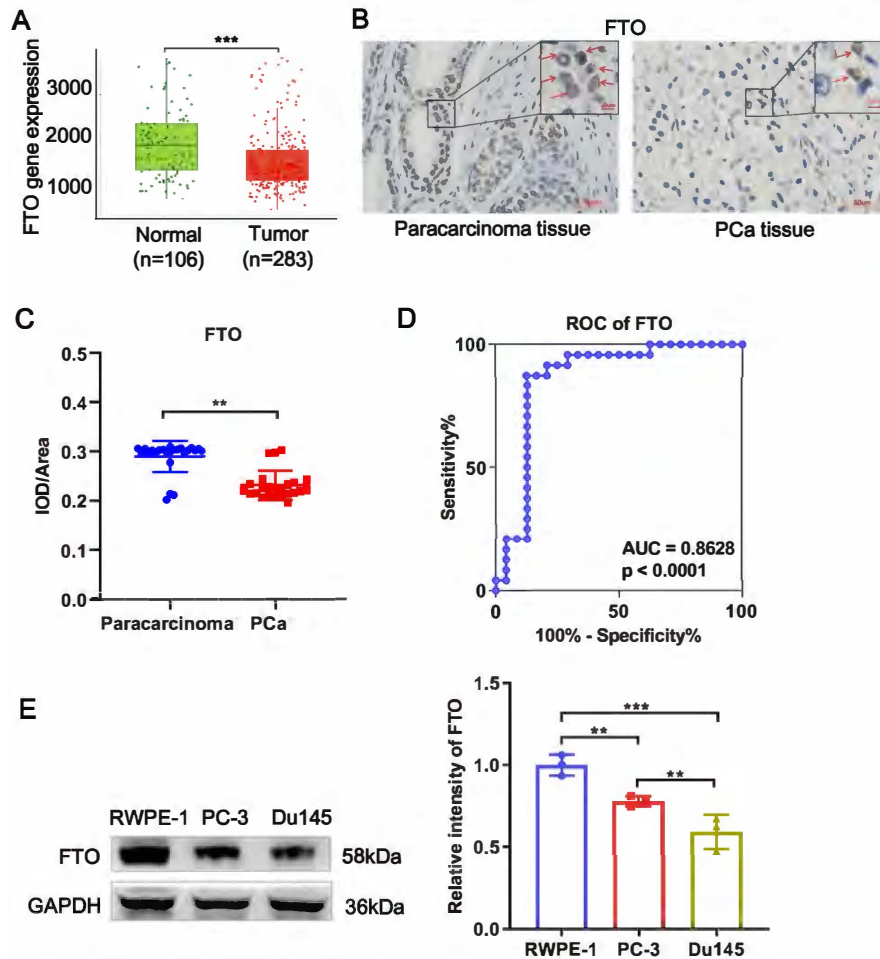 A
***
FTO gene expression
3000
2000
1000
Normal
(n=106)
Tumor
(n=283)
B
FTO
Paracarcinoma tissue
PCa tissue
50um
C
FTO
**
IOD/Area
0.5
0.4
0.3
0.2
0.1
0.0
Paracarcinoma
PCa
D
ROC of FTO
Sensitivity%
100
50
0
AUC = 0.8628
p < 0.0001
0
50
100
100% - Specificity%
E
RWPE-1
PC-3
Du145
FTO
58kDa
GAPDH
36kDa
Relative intensity of FTO
1.5
1.0
0.5
0.0
***
**
**
RWPE-1
PC-3
Du145